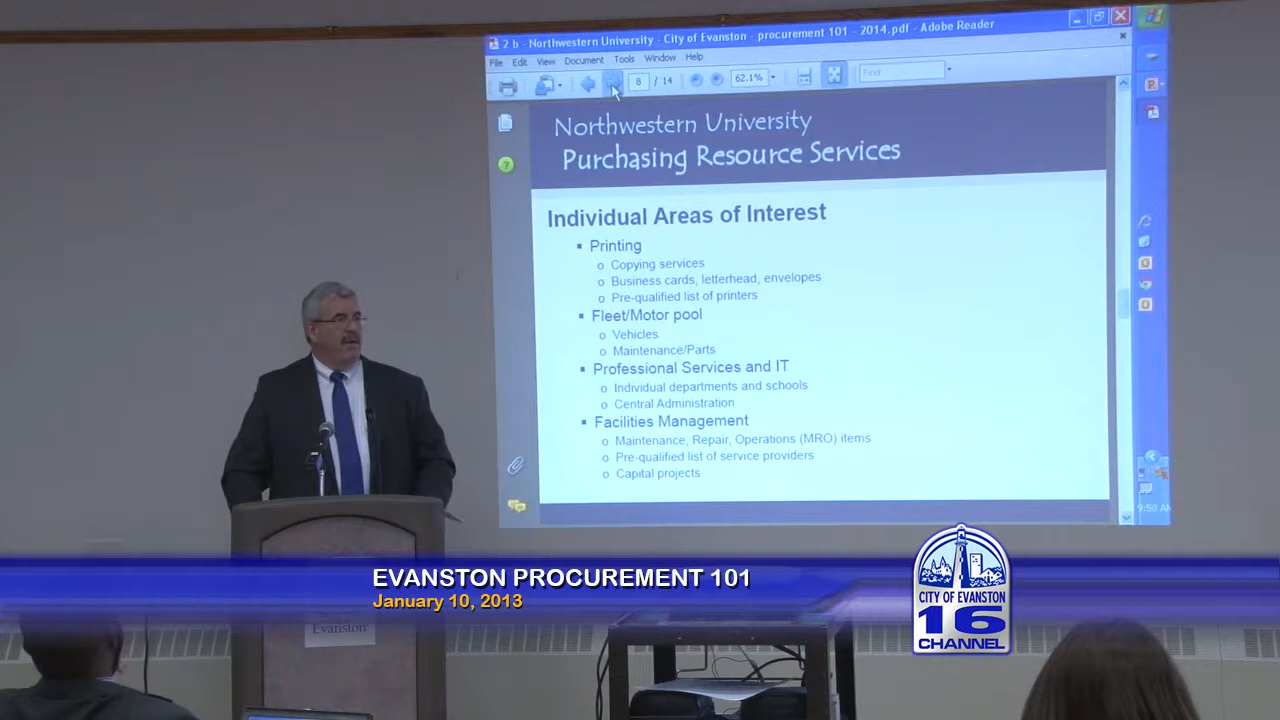 2 b - Northwestern University - City of Evanston - procurement 101 - 2014.pdf - Adobe Reader
File Edit View Document Tools Window Help
8 / 14 62.1% Find
Northwestern University
Purchasing Resource Services
Individual Areas of Interest
▪ Printing
o Copying services
o Business cards, letterhead, envelopes
o Pre-qualified list of printers
▪ Fleet/Motor pool
o Vehicles
o Maintenance/Parts
▪ Professional Services and IT
o Individual departments and schools
o Central Administration
▪ Facilities Management
o Maintenance, Repair, Operations (MRO) items
o Pre-qualified list of service providers
o Capital projects
9:58 AM
EVANSTON PROCUREMENT 101
January 10, 2013
CITY OF EVANSTON
16
CHANNEL
Evanston